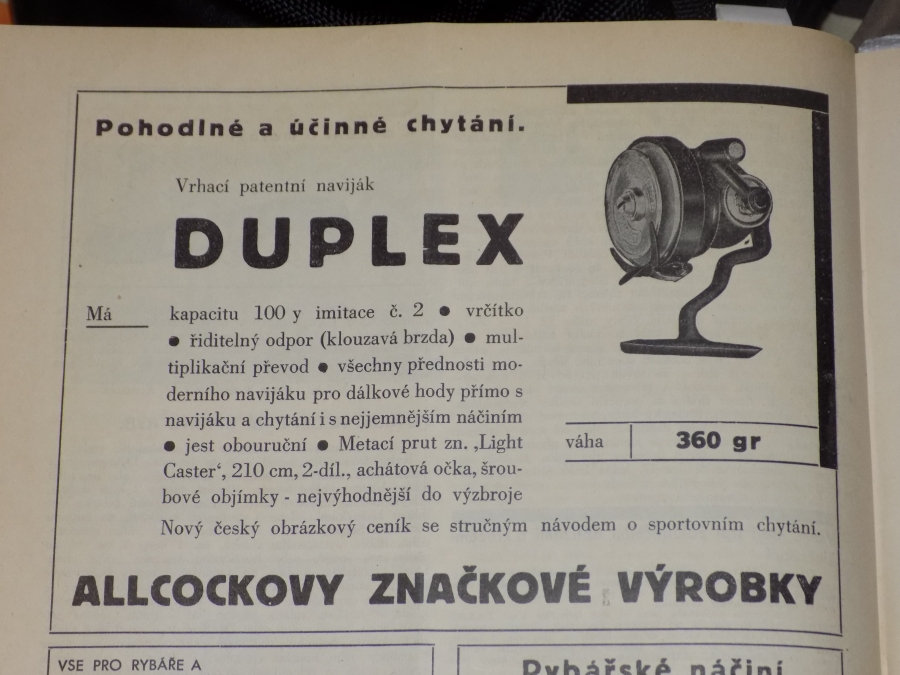 Pohodlné a účinné chytání.
Vrhací patentní naviják
DUPLEX
Má kapacitu 100 y imitace č. 2 ● vrčítko
● řiditelný odpor (klouzavá brzda) ● mul-
tiplikační převod ● všechny přednosti mo-
derního navijáku pro dálkové hody přímo s
navijáku a chytání i s nejjemnějším náčiním
● jest obouruční ● Metací prut zn. ‚Light
Caster‘, 210 cm, 2-díl., achátová očka, šrou-
bové objímky - nejvýhodnější do výzbroje
váha 360 gr
Nový český obrázkový ceník se stručným návodem o sportovním chytání.
ALLCOCKOVY ZNAČKOVÉ VÝROBKY
VSE PRO RYBÁŘE A
Rybářské náčiní